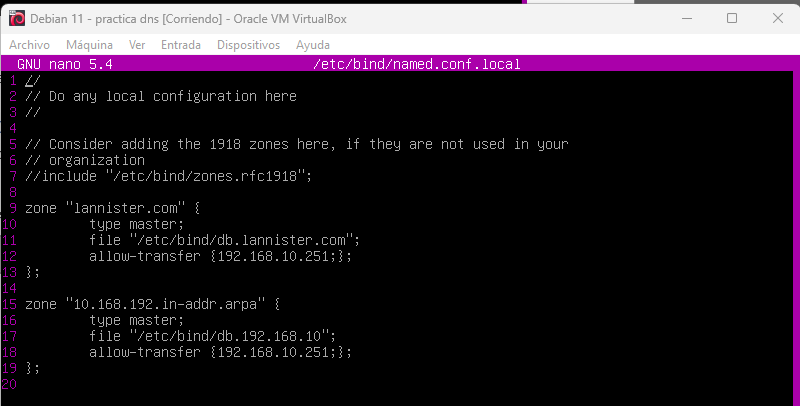 Debian 11 - practica dns [Corriendo] - Oracle VM VirtualBox
Archivo Máquina Ver Entrada Dispositivos Ayuda
GNU nano 5.4 /etc/bind/named.conf.local
1 //
2 // Do any local configuration here
3 //
4
5 // Consider adding the 1918 zones here, if they are not used in your
6 // organization
7 //include "/etc/bind/zones.rfc1918";
8
9 zone "lannister.com" {
10 type master;
11 file "/etc/bind/db.lannister.com";
12 allow-transfer {192.168.10.251;};
13 };
14
15 zone "10.168.192.in-addr.arpa" {
16 type master;
17 file "/etc/bind/db.192.168.10";
18 allow-transfer {192.168.10.251;};
19 };
20